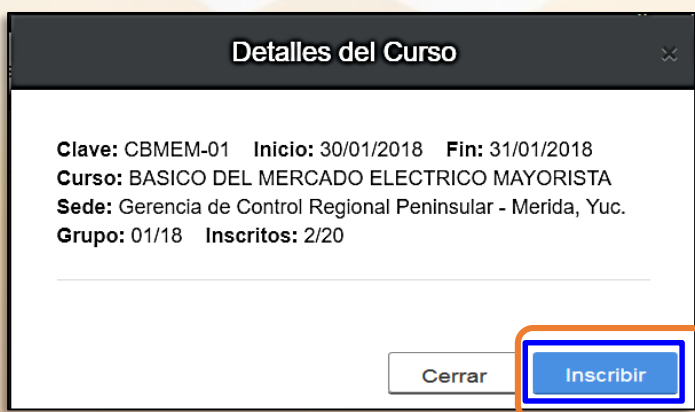 Detalles del Curso
×
Clave: CBMEM-01 Inicio: 30/01/2018 Fin: 31/01/2018
Curso: BASICO DEL MERCADO ELECTRICO MAYORISTA
Sede: Gerencia de Control Regional Peninsular - Merida, Yuc.
Grupo: 01/18 Inscritos: 2/20
Cerrar Inscribir